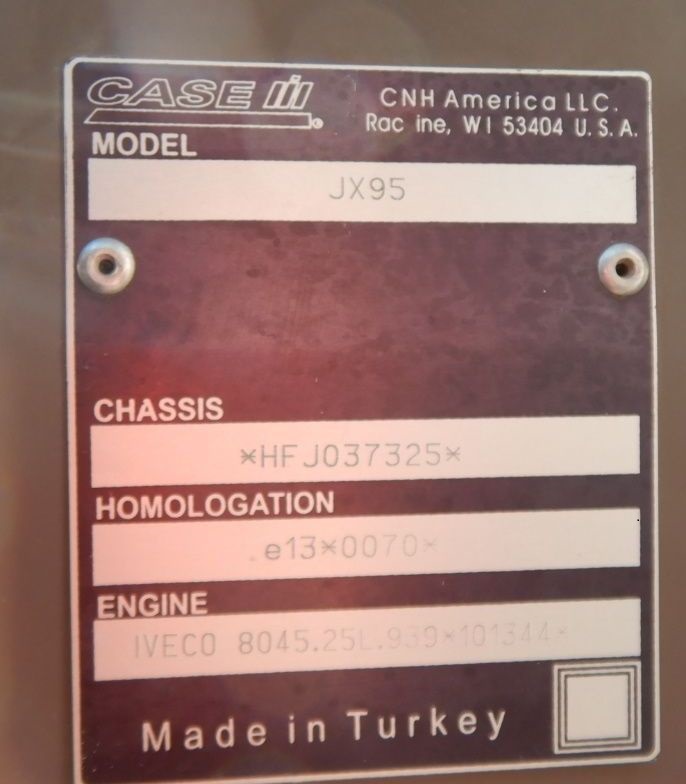 CASE IH
CNH America LLC.
Rac ine, WI 53404 U.S.A.
MODEL
JX95
CHASSIS
*HFJ037325*
HOMOLOGATION
.e13*0070*
ENGINE
IVECO 8045.25L.939*101344*
Made in Turkey